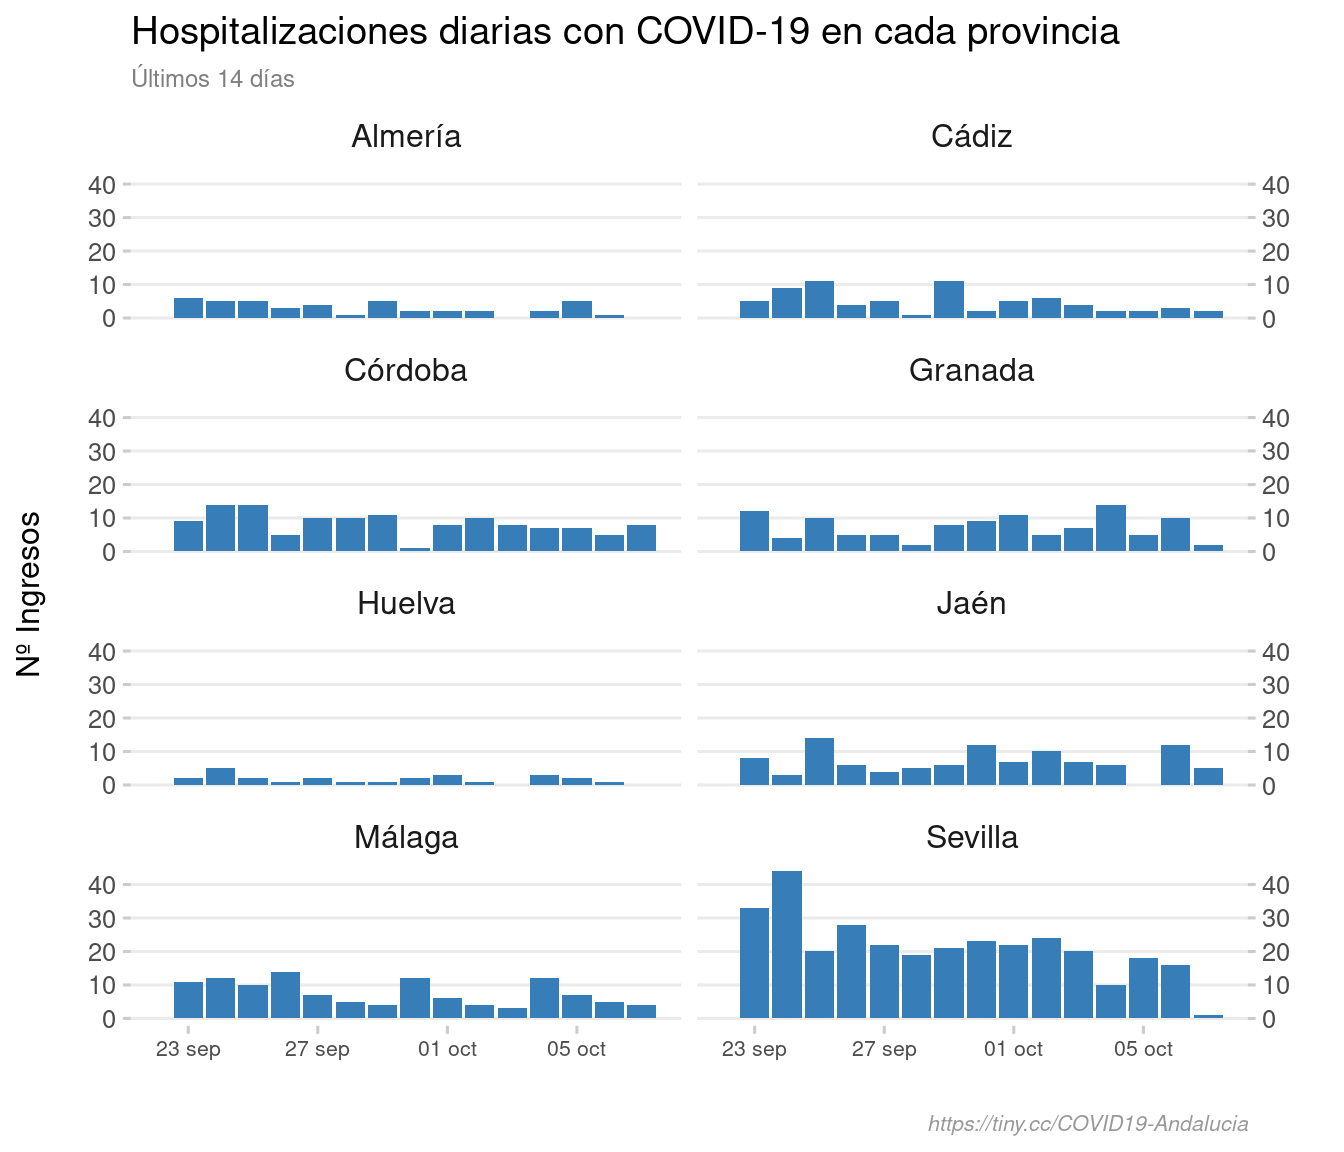 Hospitalizaciones diarias con COVID-19 en cada provincia
Últimos 14 días
Almería Cádiz
40 40
30 30
20 20
10 10
0 0
Córdoba Granada
40 40
30 30
20 20
10 10
0 0
Huelva Jaén
40 40
30 30
20 20
10 10
0 0
Málaga Sevilla
40 40
30 30
20 20
10 10
0 0
23 sep 27 sep 01 oct 05 oct 23 sep 27 sep 01 oct 05 oct
Nº Ingresos
https://tiny.cc/COVID19-Andalucia